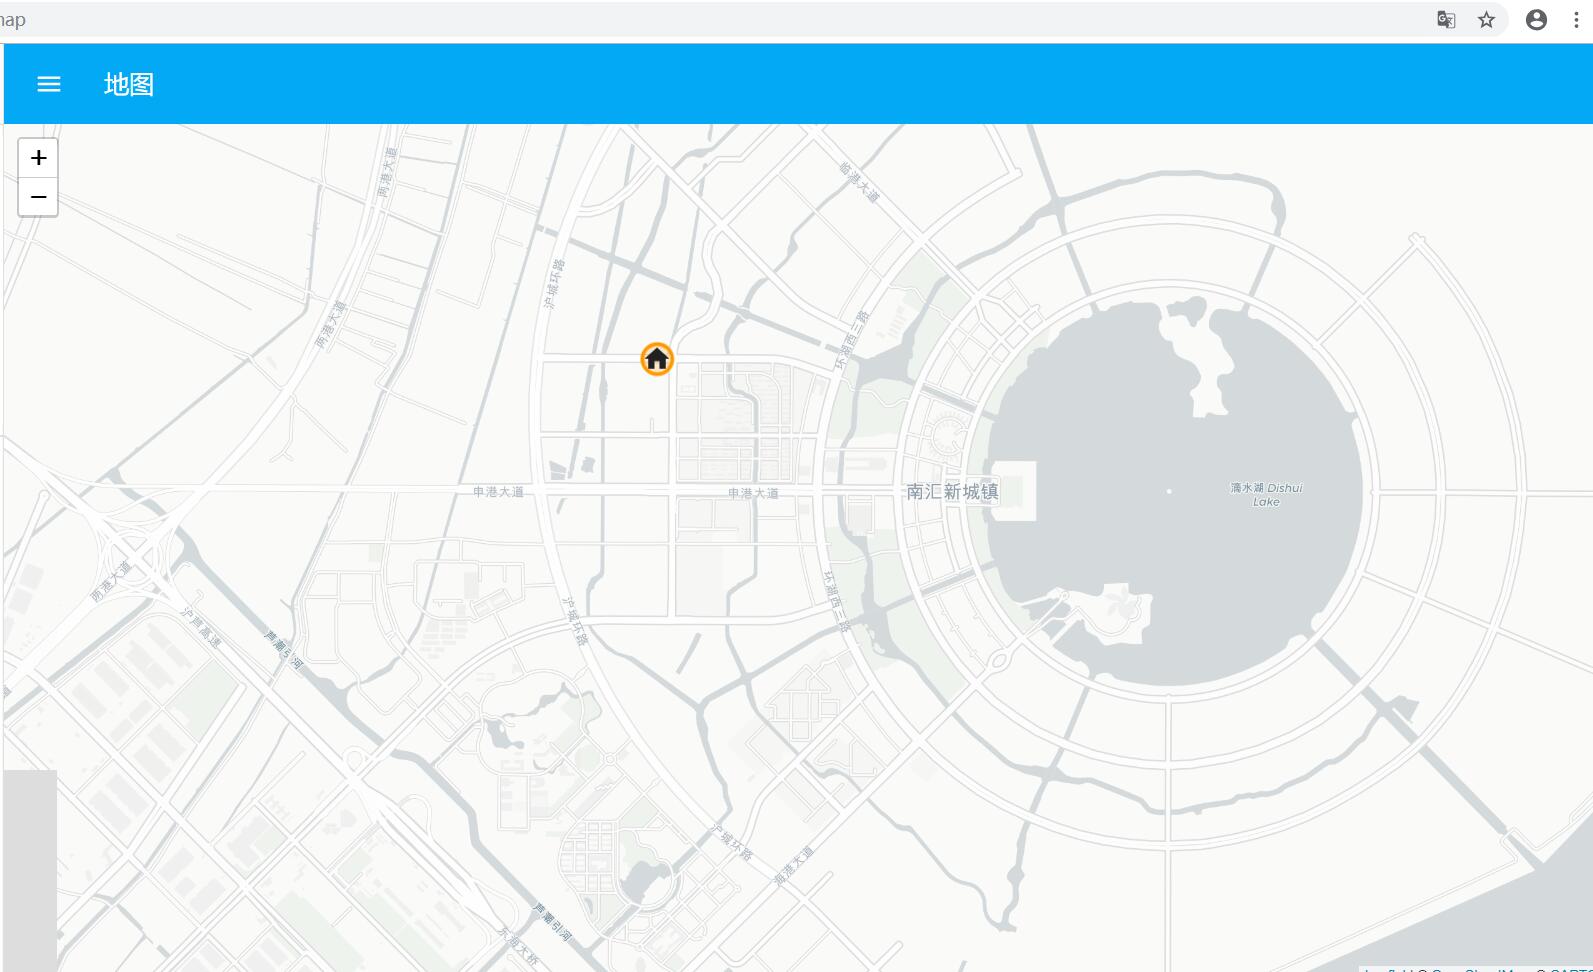 map
地图
+
−
两港大道
临港大道
沪城环路
两港大道
环湖西三路
申港大道
申港大道
南汇新城镇
滴水湖 Dishui
Lake
两港大道
沪芦高速
芦潮引河
沪城环路
环湖西三路
沪城环路
海港大道
芦潮引河
东海大桥